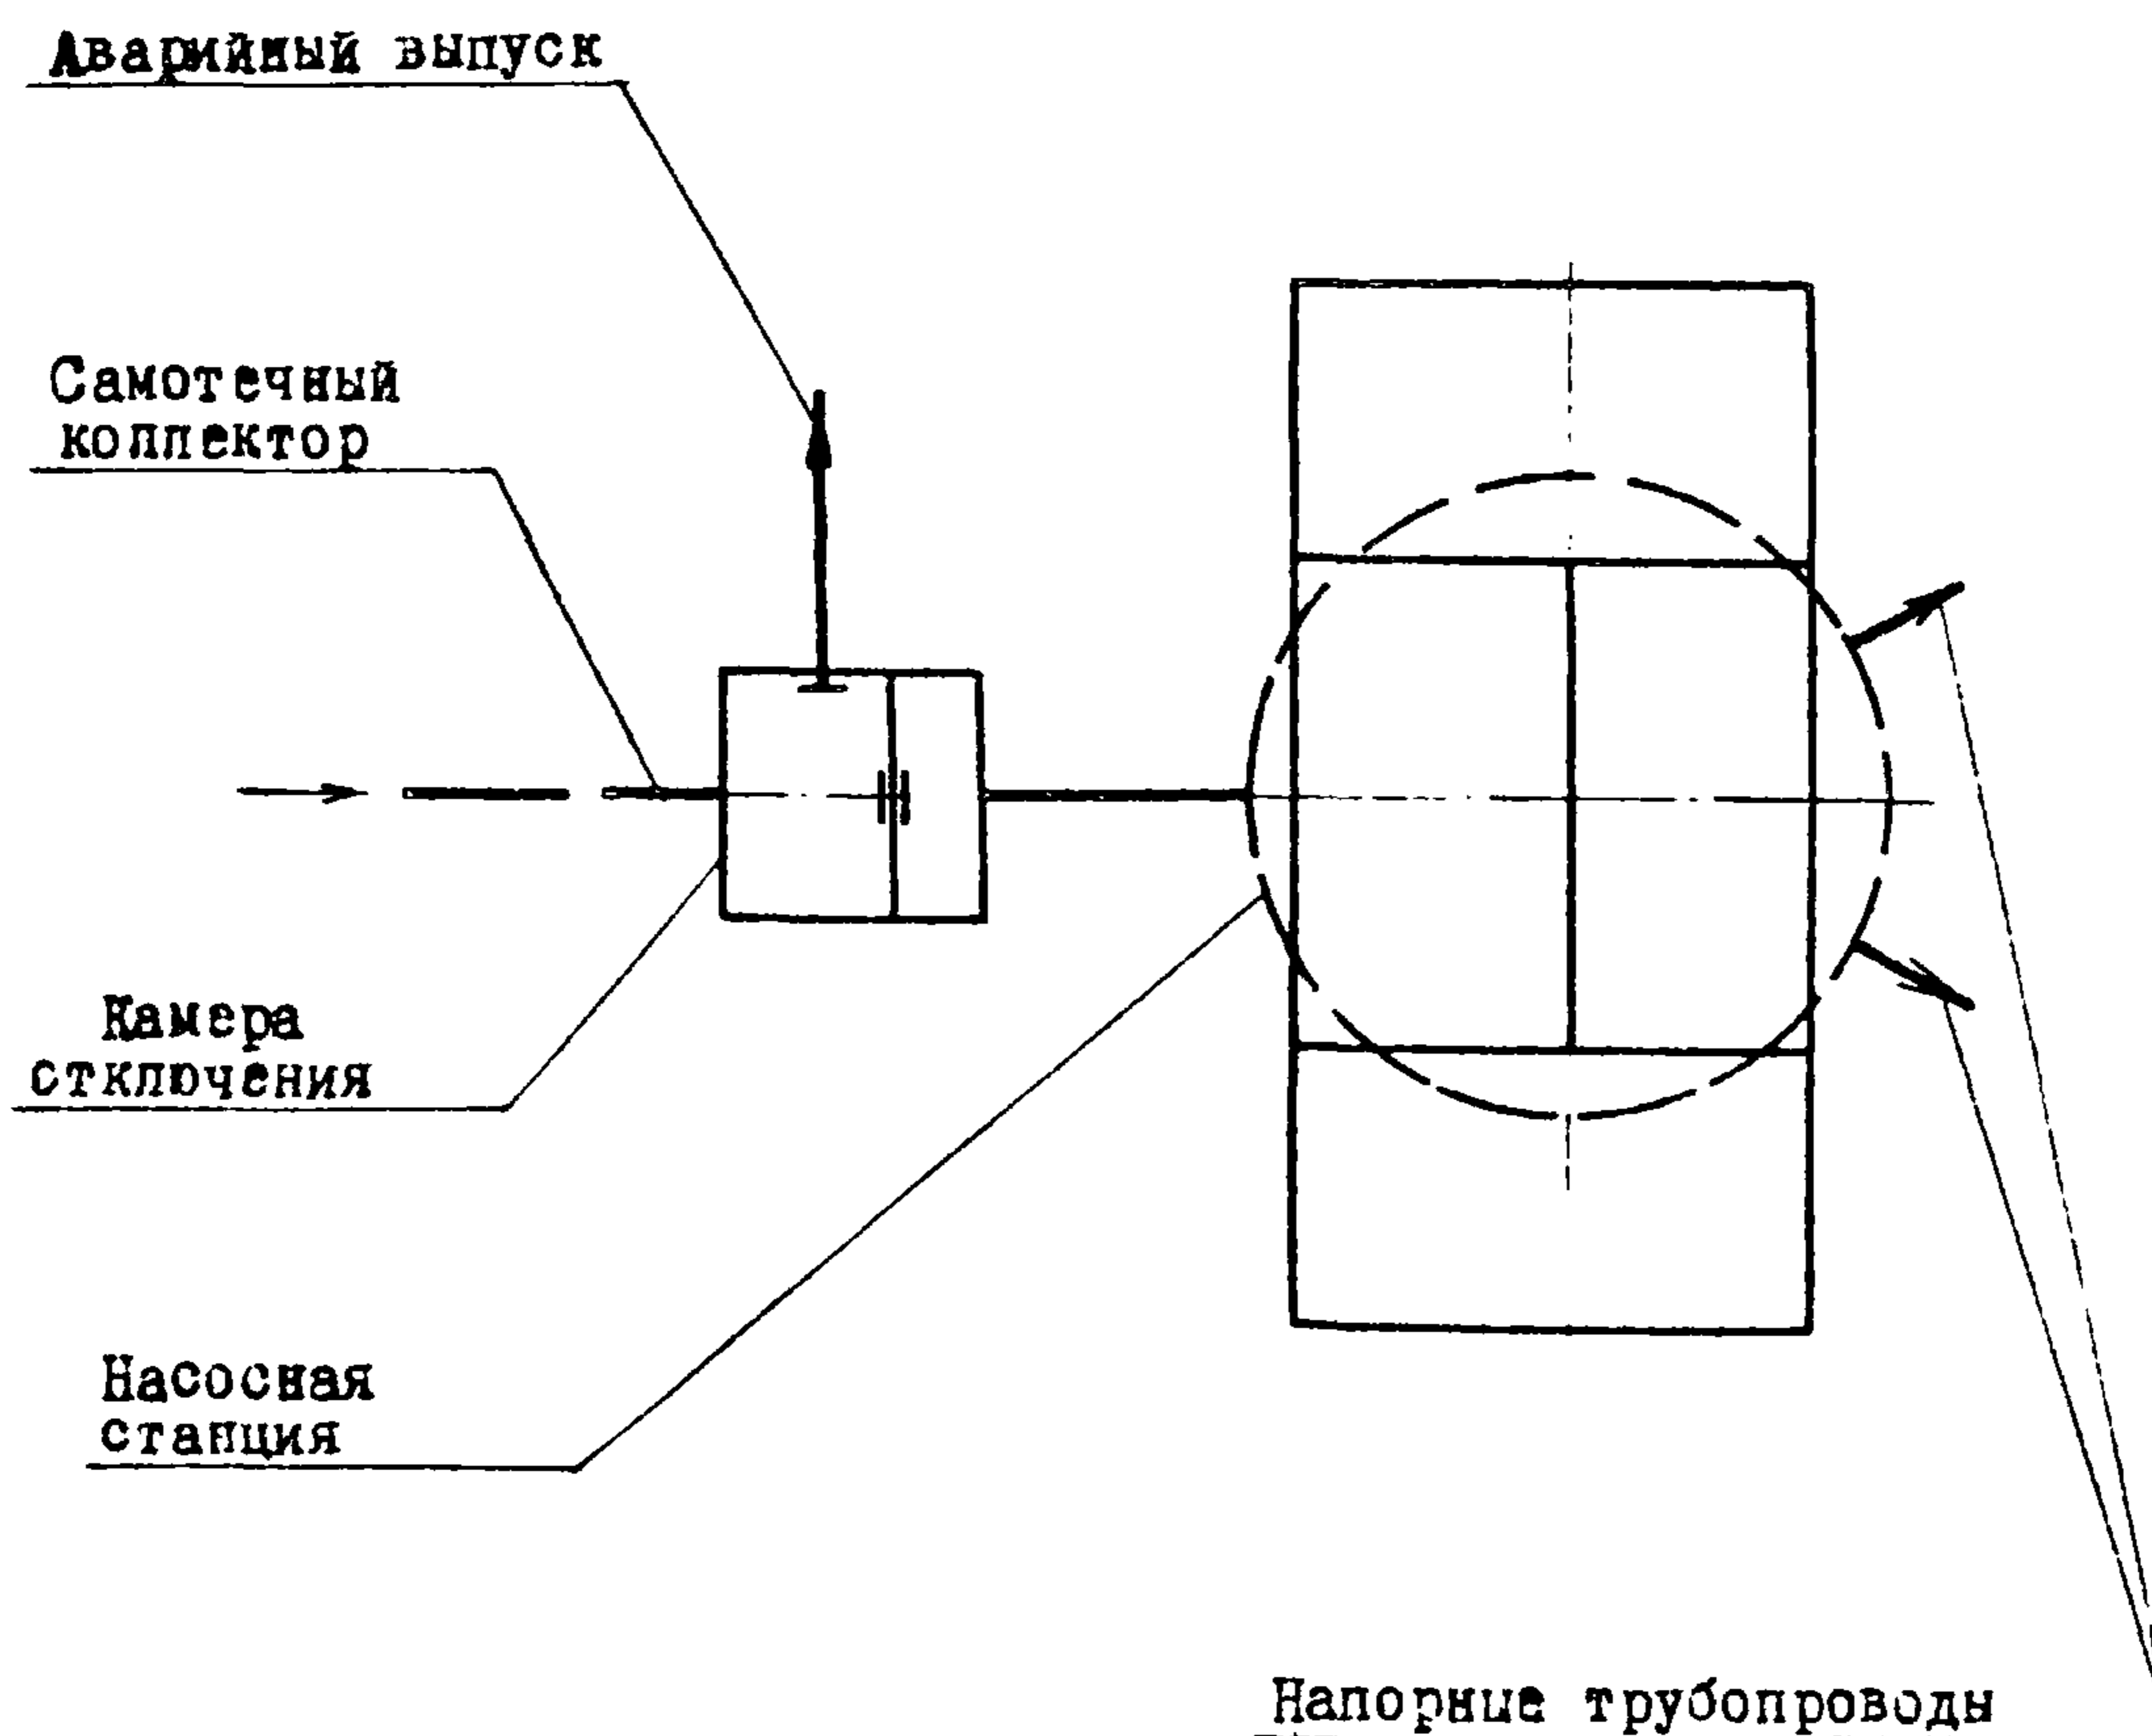 Аварийный выпуск
Самотечный
коллектор
Камера
отключения
Насосная
станция
Напорные трубопроводы